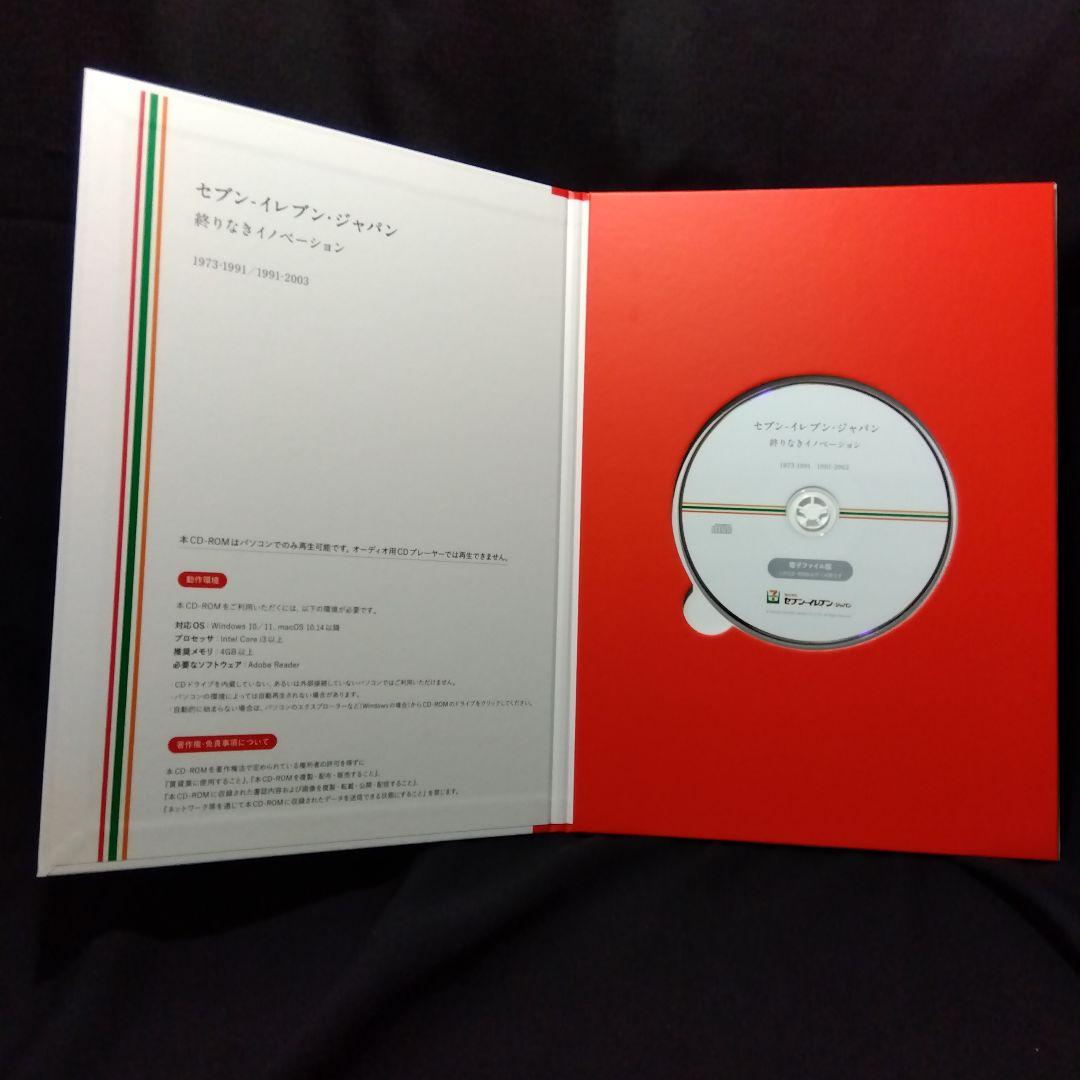 セブン-イレブン・ジャパン
終りなきイノベーション
1973-1991／1991-2003
本CD-ROMはパソコンでのみ再生可能です。オーディオ用CDプレーヤーでは再生できません。
動作環境
本CD-ROMをご利用いただくには、以下の環境が必要です。
対応OS：Windows 10／11、macOS 10.14以降
プロセッサ：Intel Core i3以上
推奨メモリ：4GB以上
必要なソフトウェア：Adobe Reader
・CDドライブを内蔵していない、あるいは外部接続していないパソコンではご利用いただけません。
・パソコンの環境によっては自動再生されない場合があります。
・自動的に始まらない場合は、パソコンのエクスプローラーなど(Windowsの場合)からCD-ROMのドライブをクリックしてください。
著作権・免責事項について
本CD-ROMを著作権法で定められている権利者の許可を得ずに
『賃貸業に使用すること』、『本CD-ROMを複製・配布・販売すること』、
『本CD-ROMに収録された書誌内容および画像を複製・転載・公開・配信すること』、
『ネットワーク等を通じて本CD-ROMに収録されたデータを送信できる状態にすること』を禁じます。
セブン-イレブン・ジャパン
終りなきイノベーション
1973-1991 1991-2003
電子ファイル版
セブン-イレブン・ジャパン